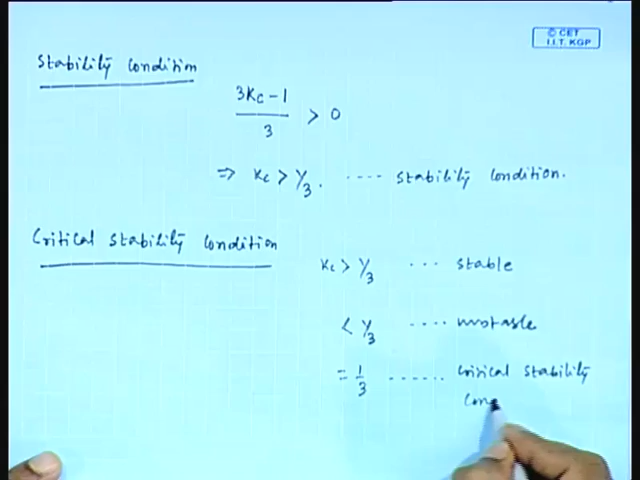 © CET
I.I.T. KGP
Stability Condition
3Kc-1
3
> 0
⇒ Kc > 1/3. .... Stability Condition.
Critical Stability Condition
Kc > 1/3 ... Stable
< 1/3 .... unstable
= 1/3 ...... Critical Stability
Con